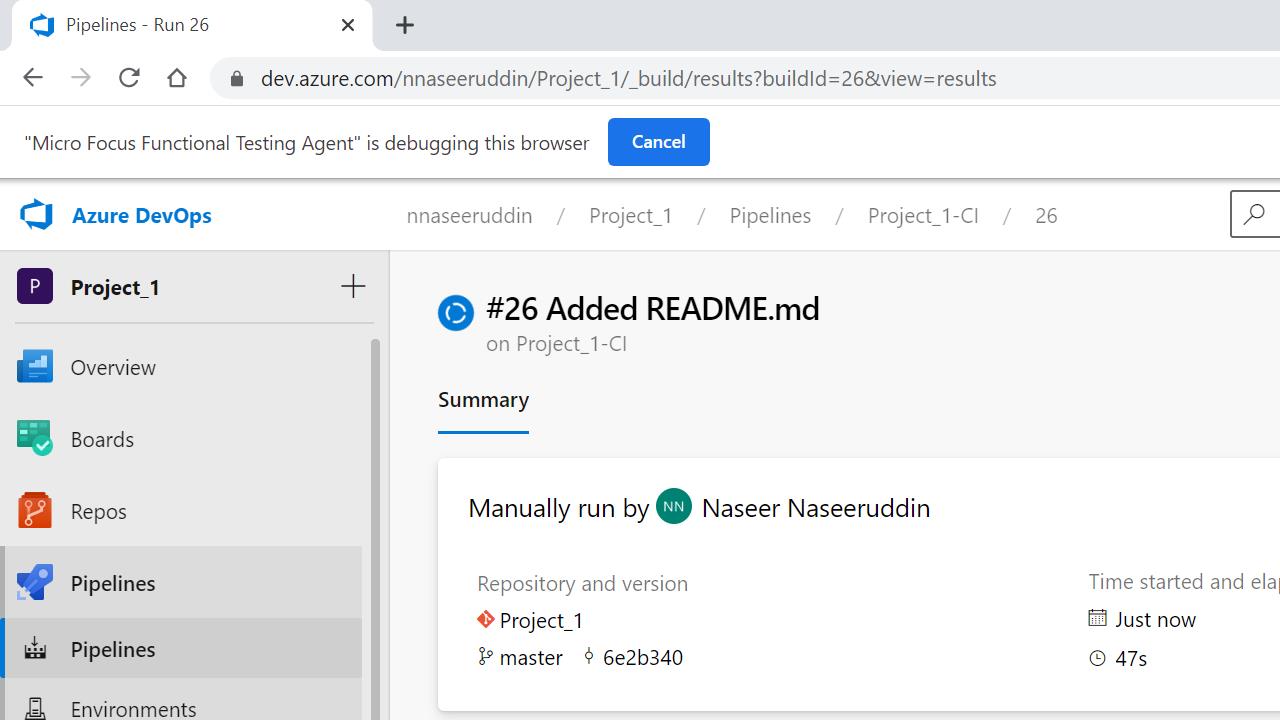 Pipelines - Run 26
dev.azure.com/nnaseeruddin/Project_1/_build/results?buildId=26&view=results
"Micro Focus Functional Testing Agent" is debugging this browser Cancel
Azure DevOps nnaseeruddin / Project_1 / Pipelines / Project_1-CI / 26
P Project_1
#26 Added README.md
on Project_1-CI
Overview
Summary
Boards
Manually run by NN Naseer Naseeruddin
Repos
Pipelines
Repository and version
Time started and elap
Project_1
Just now
Pipelines
master 6e2b340
47s
Environments